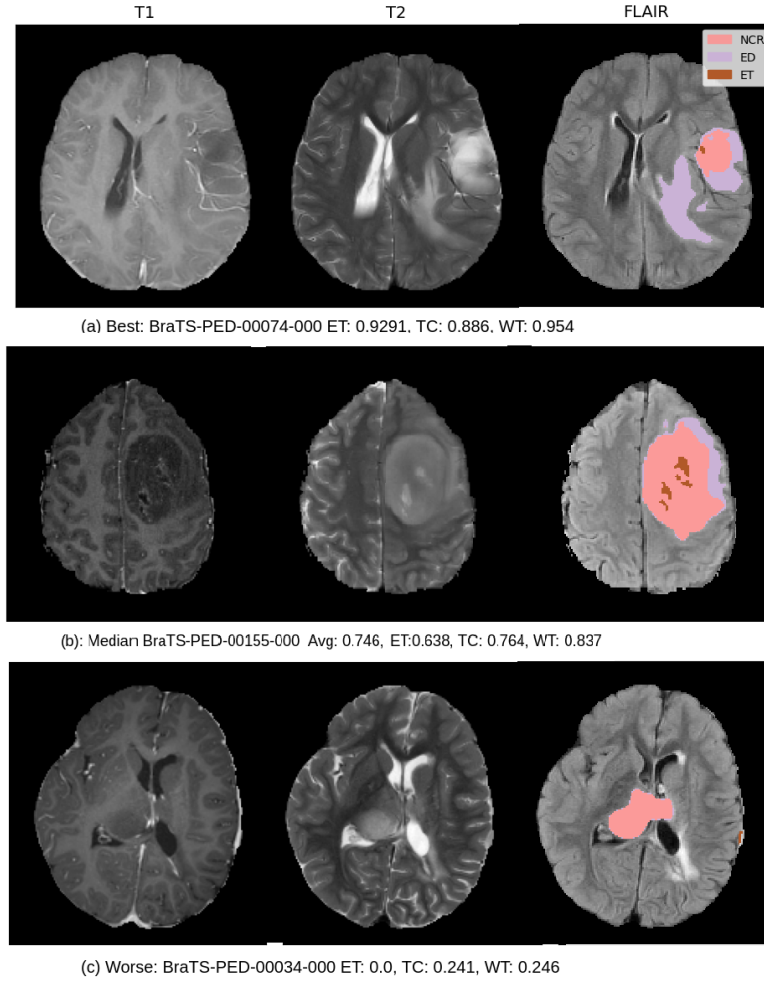 T1 T2 FLAIR
NCR
ED
ET
(a) Best: BraTS-PED-00074-000 ET: 0.9291, TC: 0.886, WT: 0.954
(b): Median BraTS-PED-00155-000 Avg: 0.746, ET:0.638, TC: 0.764, WT: 0.837
(c) Worse: BraTS-PED-00034-000 ET: 0.0, TC: 0.241, WT: 0.246